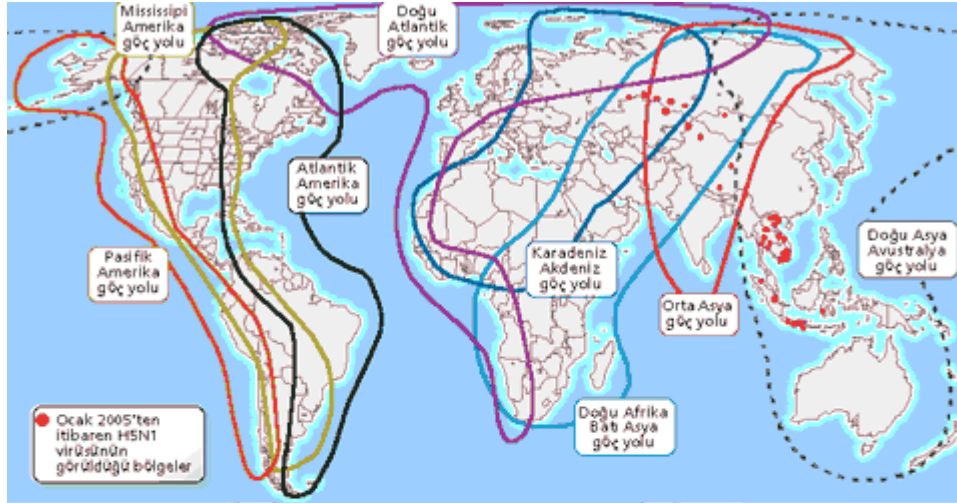 Mississipi
Amerika
göç yolu
Doğu
Atlantik
göç yolu
Atlantik
Amerika
göç yolu
Pasifik
Amerika
göç yolu
Karadeniz
Akdeniz
göç yolu
Orta Asya
göç yolu
Doğu Asya
Avustralya
göç yolu
Doğu Afrika
Batı Asya
göç yolu
Ocak 2005'ten
itibaren H5N1
virüsünün
görüldüğü bölgeler